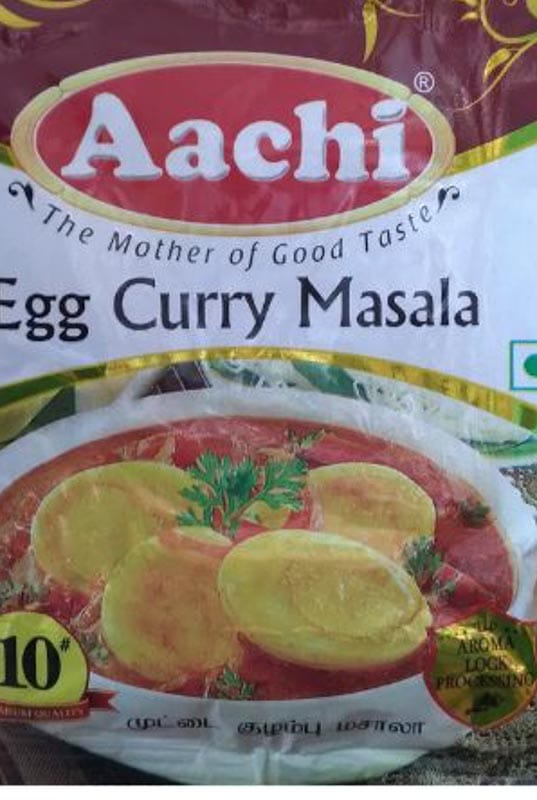 Aachi®
The Mother of Good Taste
Egg Curry Masala
10#
AROMA
LOCK
PROCESSING
முட்டை குழம்பு மசாலா